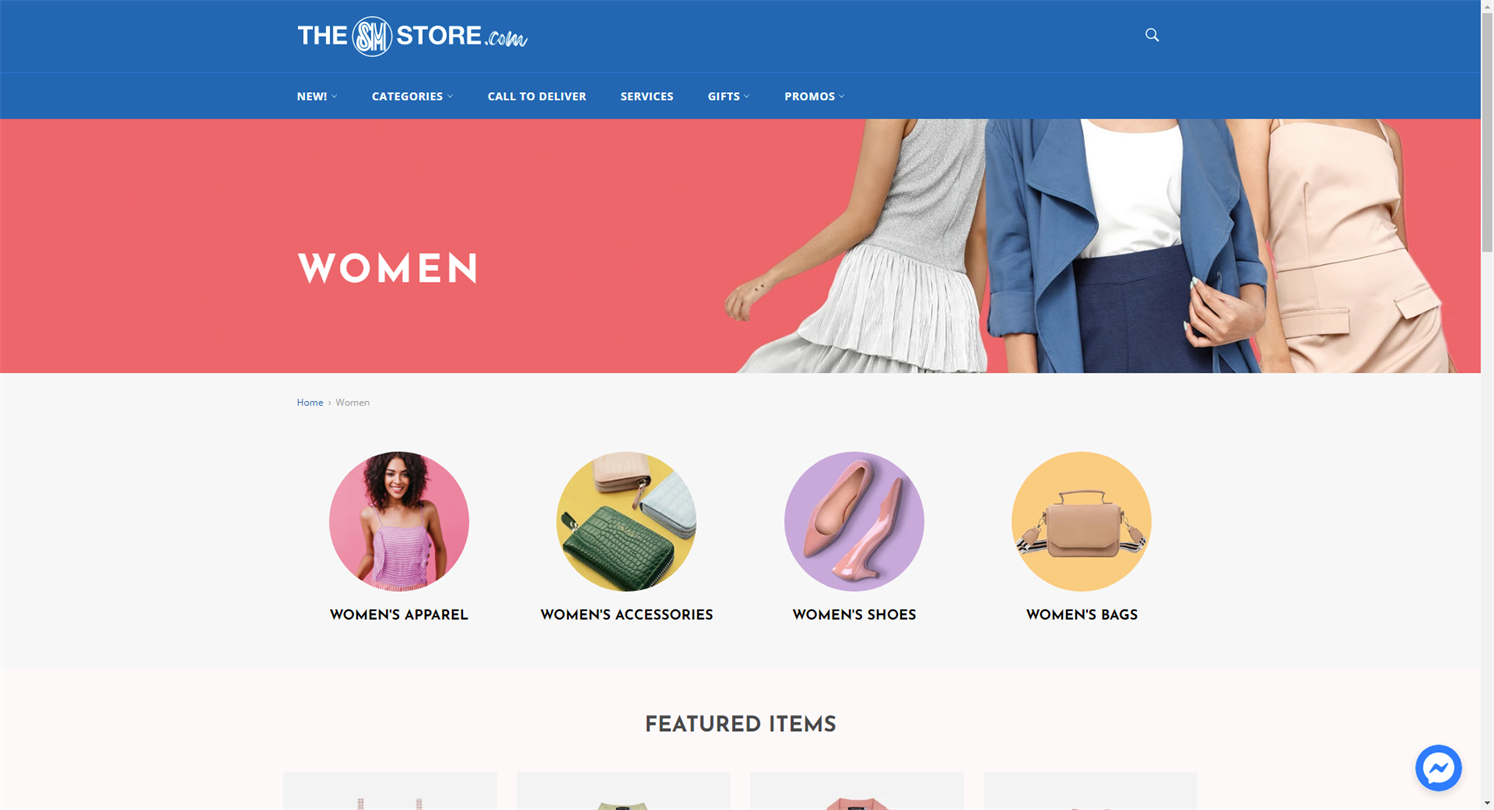 THE SM STORE.com
NEW! CATEGORIES CALL TO DELIVER SERVICES GIFTS PROMOS
WOMEN
Home › Women
WOMEN'S APPAREL WOMEN'S ACCESSORIES WOMEN'S SHOES WOMEN'S BAGS
FEATURED ITEMS